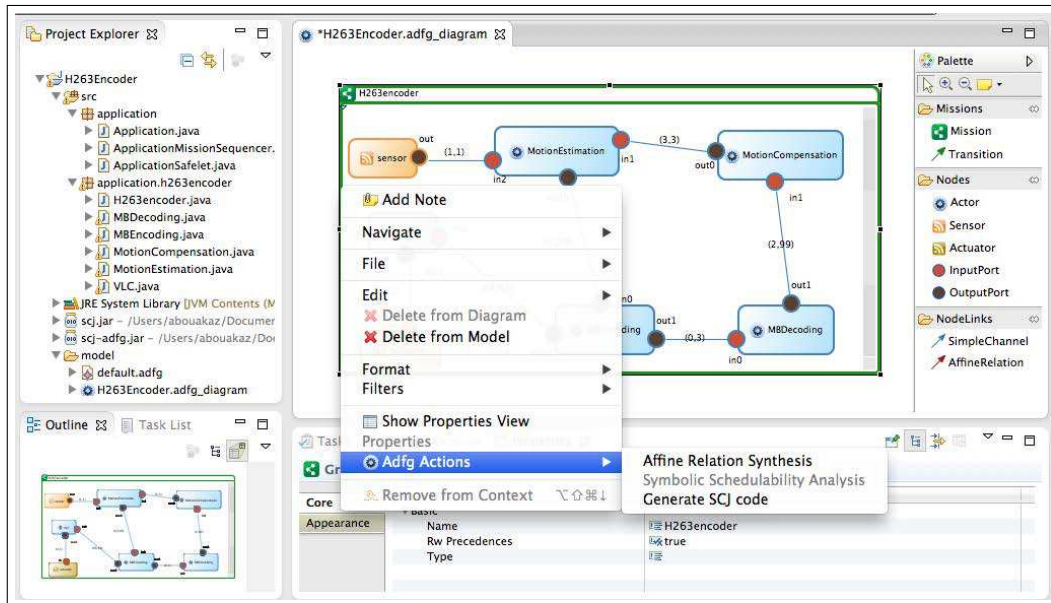 Project Explorer
H263Encoder
src
application
Application.java
ApplicationMissionSequencer.
ApplicationSafelet.java
application.h263encoder
H263encoder.java
MBDecoding.java
MBEncoding.java
MotionCompensation.java
MotionEstimation.java
VLC.java
JRE System Library [JVM Contents (M
scj.jar - /Users/abouakaz/Documer
scj-adfg.jar - /Users/abouakaz/Do
model
default.adfg
H263Encoder.adfg_diagram
Outline
Task List
*H263Encoder.adfg_diagram
H263encoder
sensor
out
(1,1)
in2
MotionEstimation
in1
(3,3)
out0
MotionCompensation
in1
(2,99)
out1
MBDecoding
in0
(0,3)
out1
n0
ding
Add Note
Navigate
File
Edit
Delete from Diagram
Delete from Model
Format
Filters
Show Properties View
Properties
Adfg Actions
Remove from Context ⌥⇧⌘↓
Affine Relation Synthesis
Symbolic Schedulability Analysis
Generate SCJ code
Palette
Missions
Mission
Transition
Nodes
Actor
Sensor
Actuator
InputPort
OutputPort
NodeLinks
SimpleChannel
AffineRelation
Tas
Gr
Core
Appearance
Basic
Name H263encoder
Rw Precedences true
Type